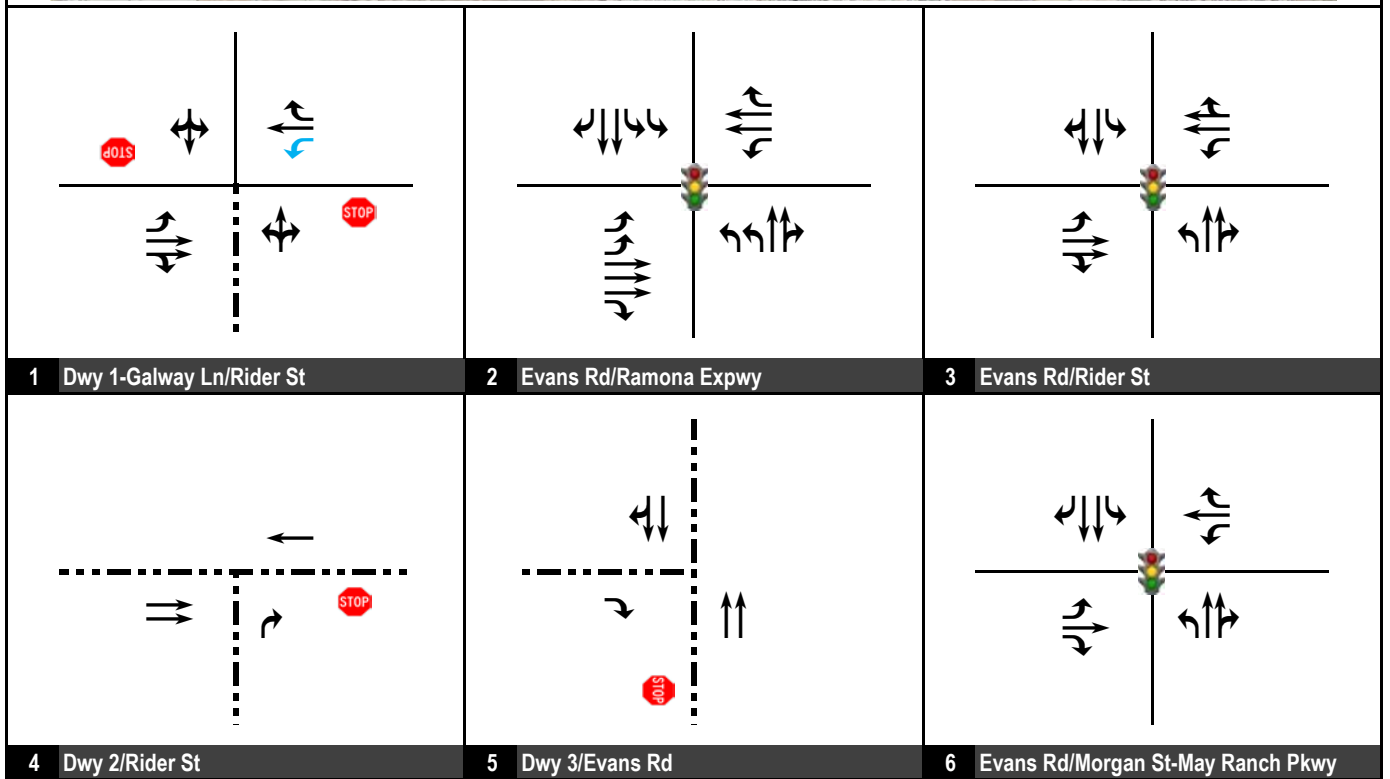 STOP
STOP
1 Dwy 1-Galway Ln/Rider St
2 Evans Rd/Ramona Expwy
3 Evans Rd/Rider St
STOP
STOP
4 Dwy 2/Rider St
5 Dwy 3/Evans Rd
6 Evans Rd/Morgan St-May Ranch Pkwy